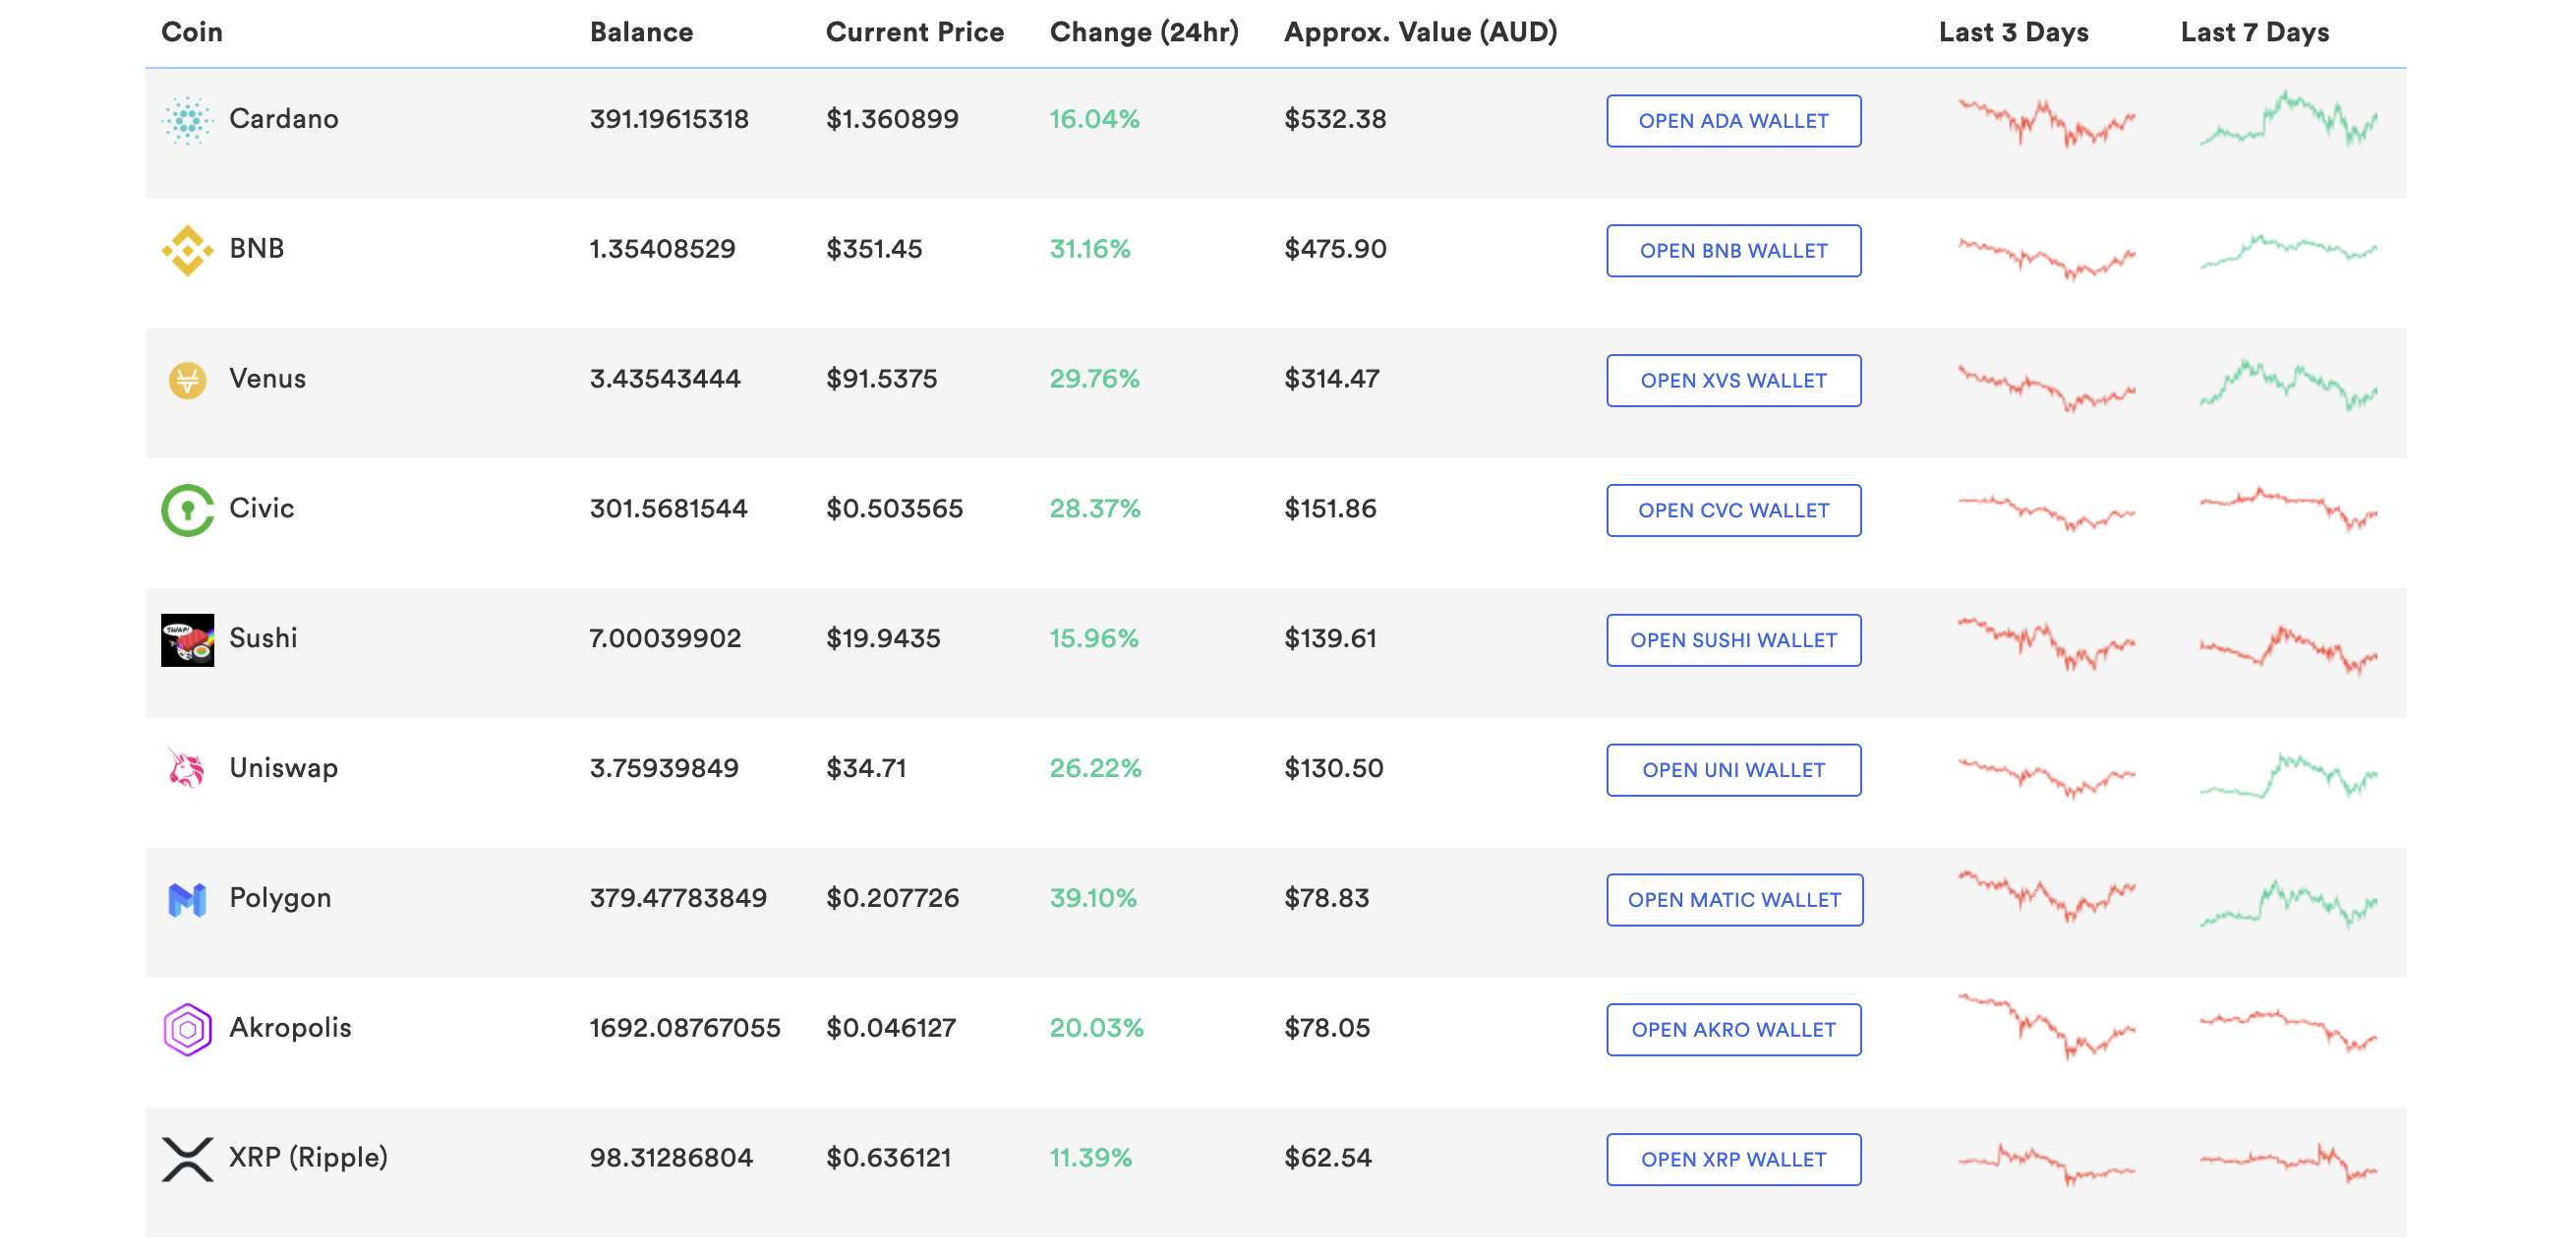 Coin Balance Current Price Change (24hr) Approx. Value (AUD) Last 3 Days Last 7 Days
Cardano 391.19615318 $1.360899 16.04% $532.38 OPEN ADA WALLET
BNB 1.35408529 $351.45 31.16% $475.90 OPEN BNB WALLET
Venus 3.43543444 $91.5375 29.76% $314.47 OPEN XVS WALLET
Civic 301.5681544 $0.503565 28.37% $151.86 OPEN CVC WALLET
SWAP! Sushi 7.00039902 $19.9435 15.96% $139.61 OPEN SUSHI WALLET
Uniswap 3.75939849 $34.71 26.22% $130.50 OPEN UNI WALLET
Polygon 379.47783849 $0.207726 39.10% $78.83 OPEN MATIC WALLET
Akropolis 1692.08767055 $0.046127 20.03% $78.05 OPEN AKRO WALLET
XRP (Ripple) 98.31286804 $0.636121 11.39% $62.54 OPEN XRP WALLET